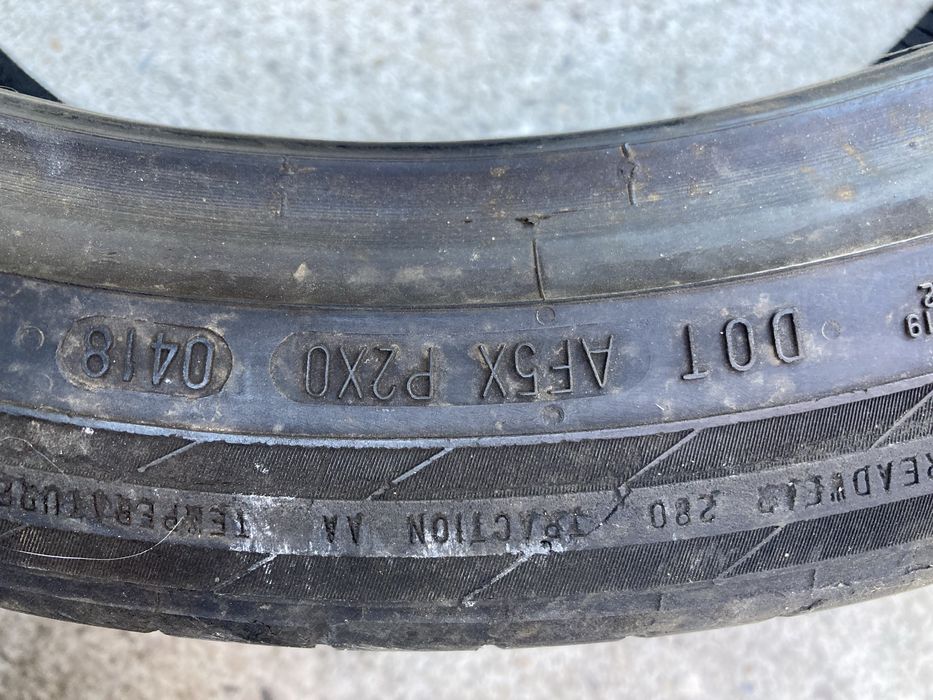 READWEAR 280 TRACTION AA TEMPERATURE
DOT AF5X P2X0 0418